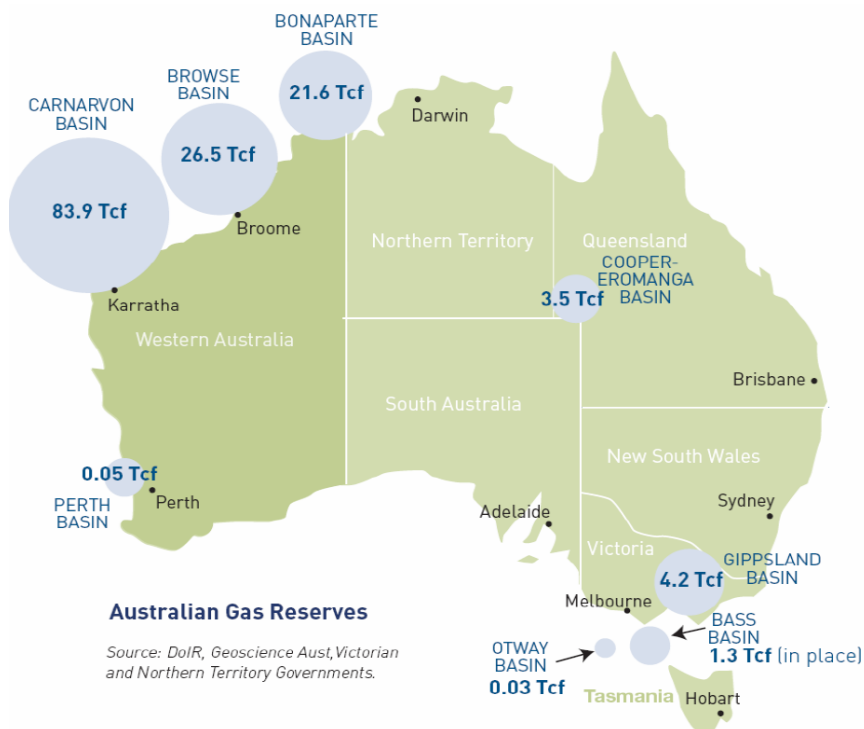 BONAPARTE
BASIN
21.6 Tcf
BROWSE
BASIN
26.5 Tcf
CARNARVON
BASIN
83.9 Tcf
Darwin
Broome
Karratha
Northern Territory
Queensland
COOPER-
EROMANGA
BASIN
3.5 Tcf
Western Australia
South Australia
Brisbane
New South Wales
0.05 Tcf
PERTH
BASIN
Perth
Adelaide
Sydney
Victoria
4.2 Tcf
GIPPSLAND
BASIN
Melbourne
BASS
BASIN
1.3 Tcf (in place)
OTWAY
BASIN
0.03 Tcf
Tasmania
Hobart
Australian Gas Reserves
Source: DoIR, Geoscience Aust,Victorian
and Northern Territory Governments.